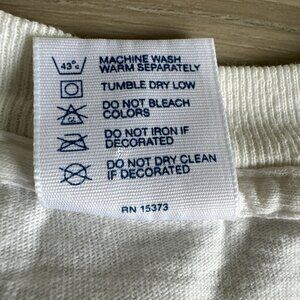 43°c MACHINE WASH
WARM SEPARATELY
TUMBLE DRY LOW
CL DO NOT BLEACH
COLORS
DO NOT IRON IF
DECORATED
DO NOT DRY CLEAN
IF DECORATED
RN 15373